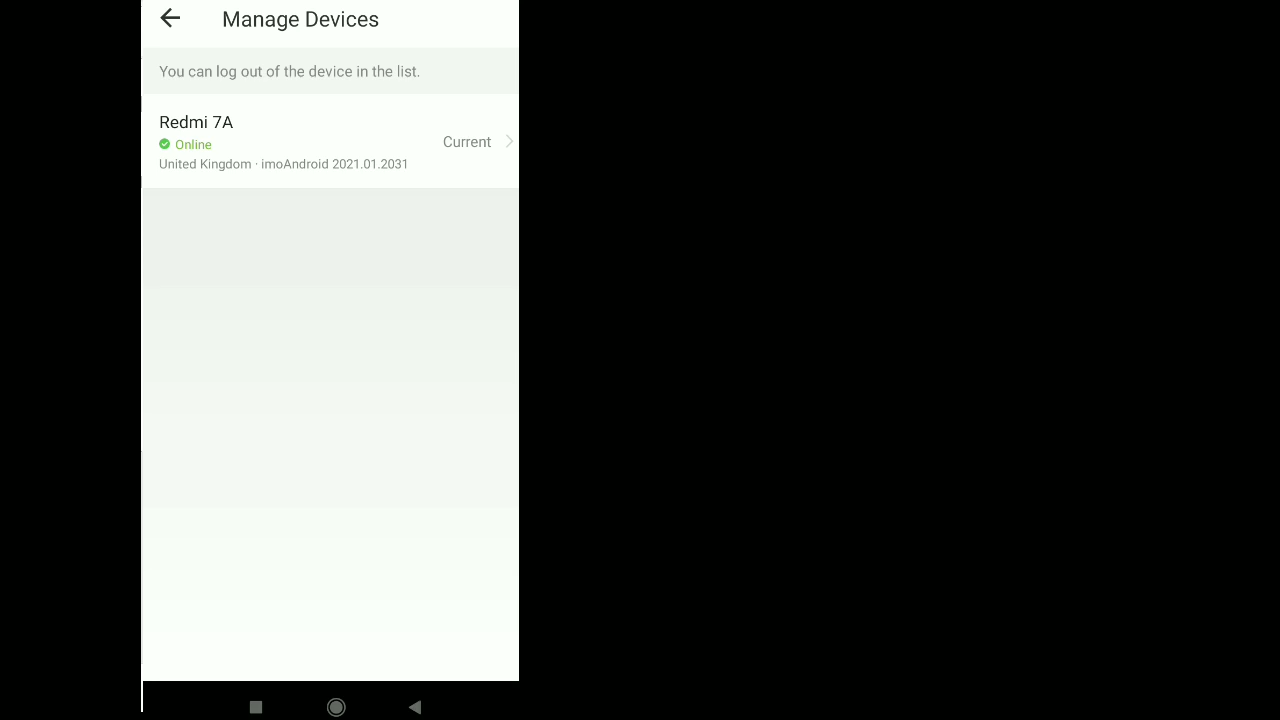 Manage Devices
You can log out of the device in the list.
Redmi 7A
Online
Current
United Kingdom · imoAndroid 2021.01.2031